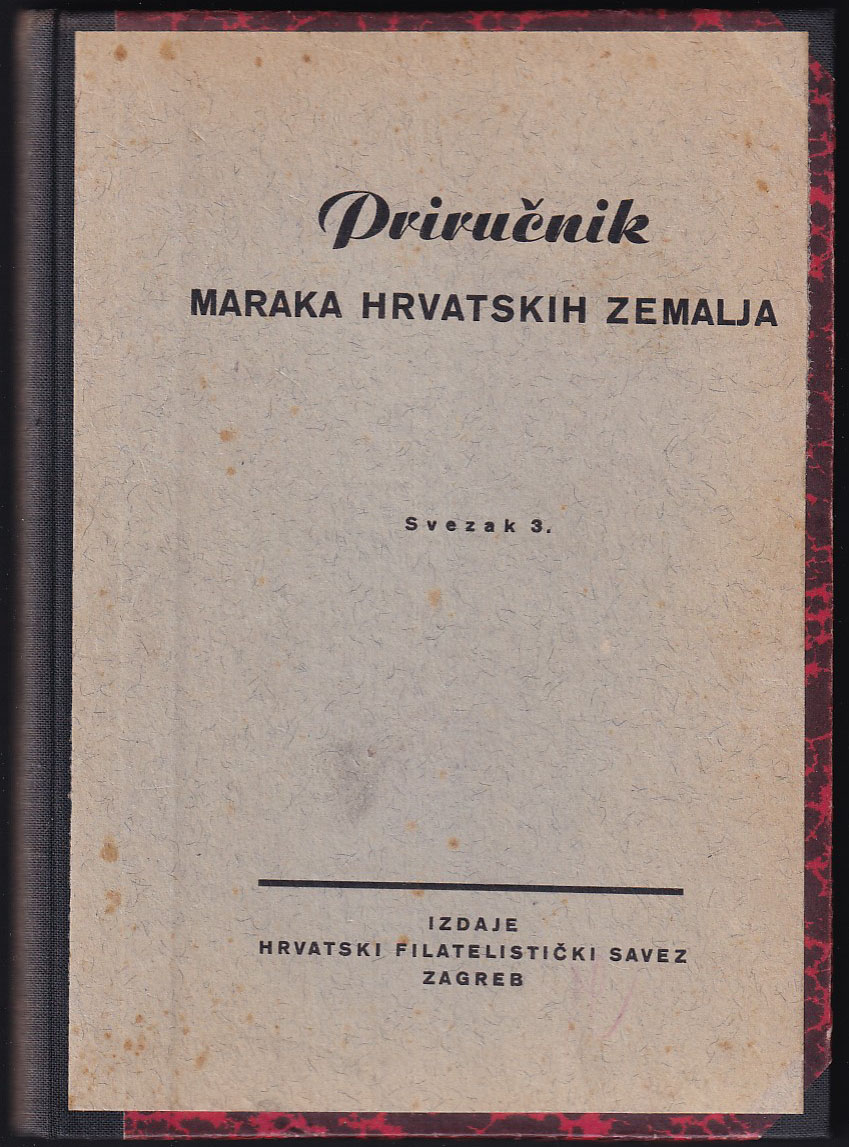 Priručnik
MARAKA HRVATSKIH ZEMALJA
Svezak 3.
IZDAJE
HRVATSKI FILATELISTIČKI SAVEZ
ZAGREB